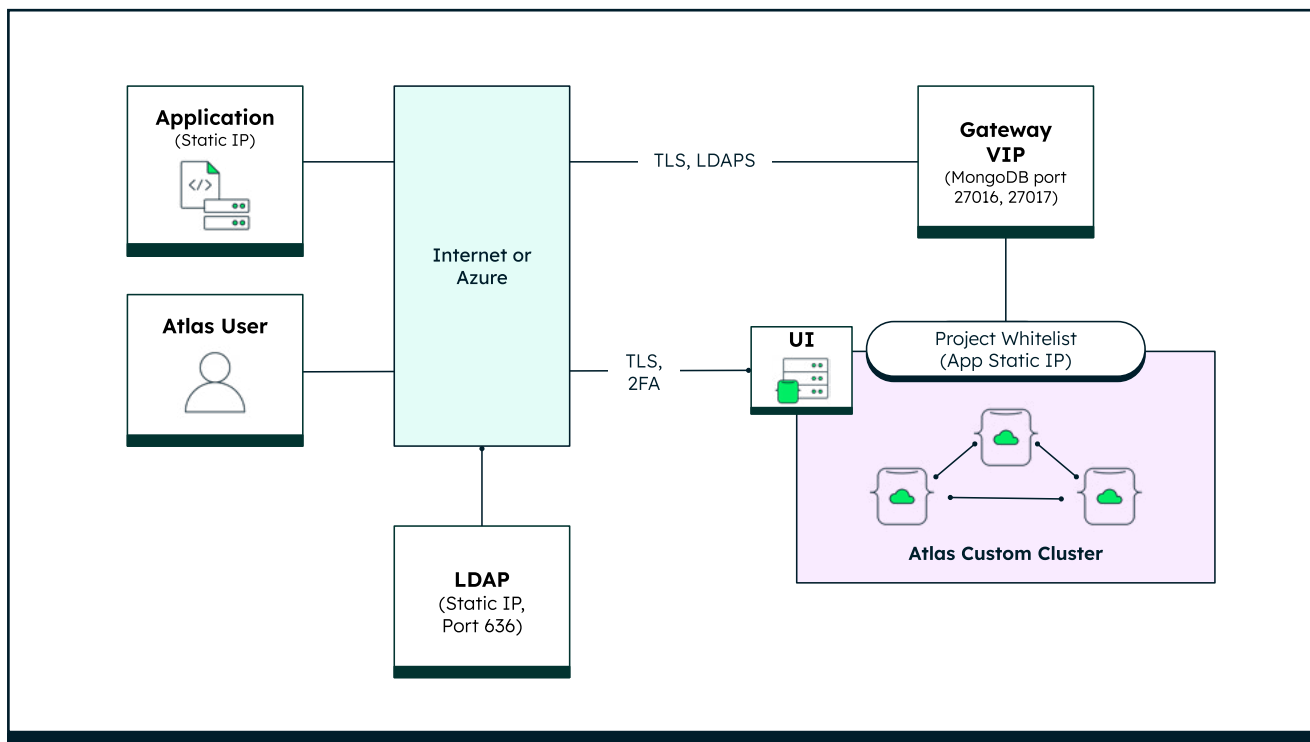 Application
(Static IP)
</>
Atlas User
Internet or
Azure
LDAP
(Static IP,
Port 636)
TLS, LDAPS
TLS,
2FA
Gateway
VIP
(MongoDB port
27016, 27017)
UI
Project Whitelist
(App Static IP)
Atlas Custom Cluster